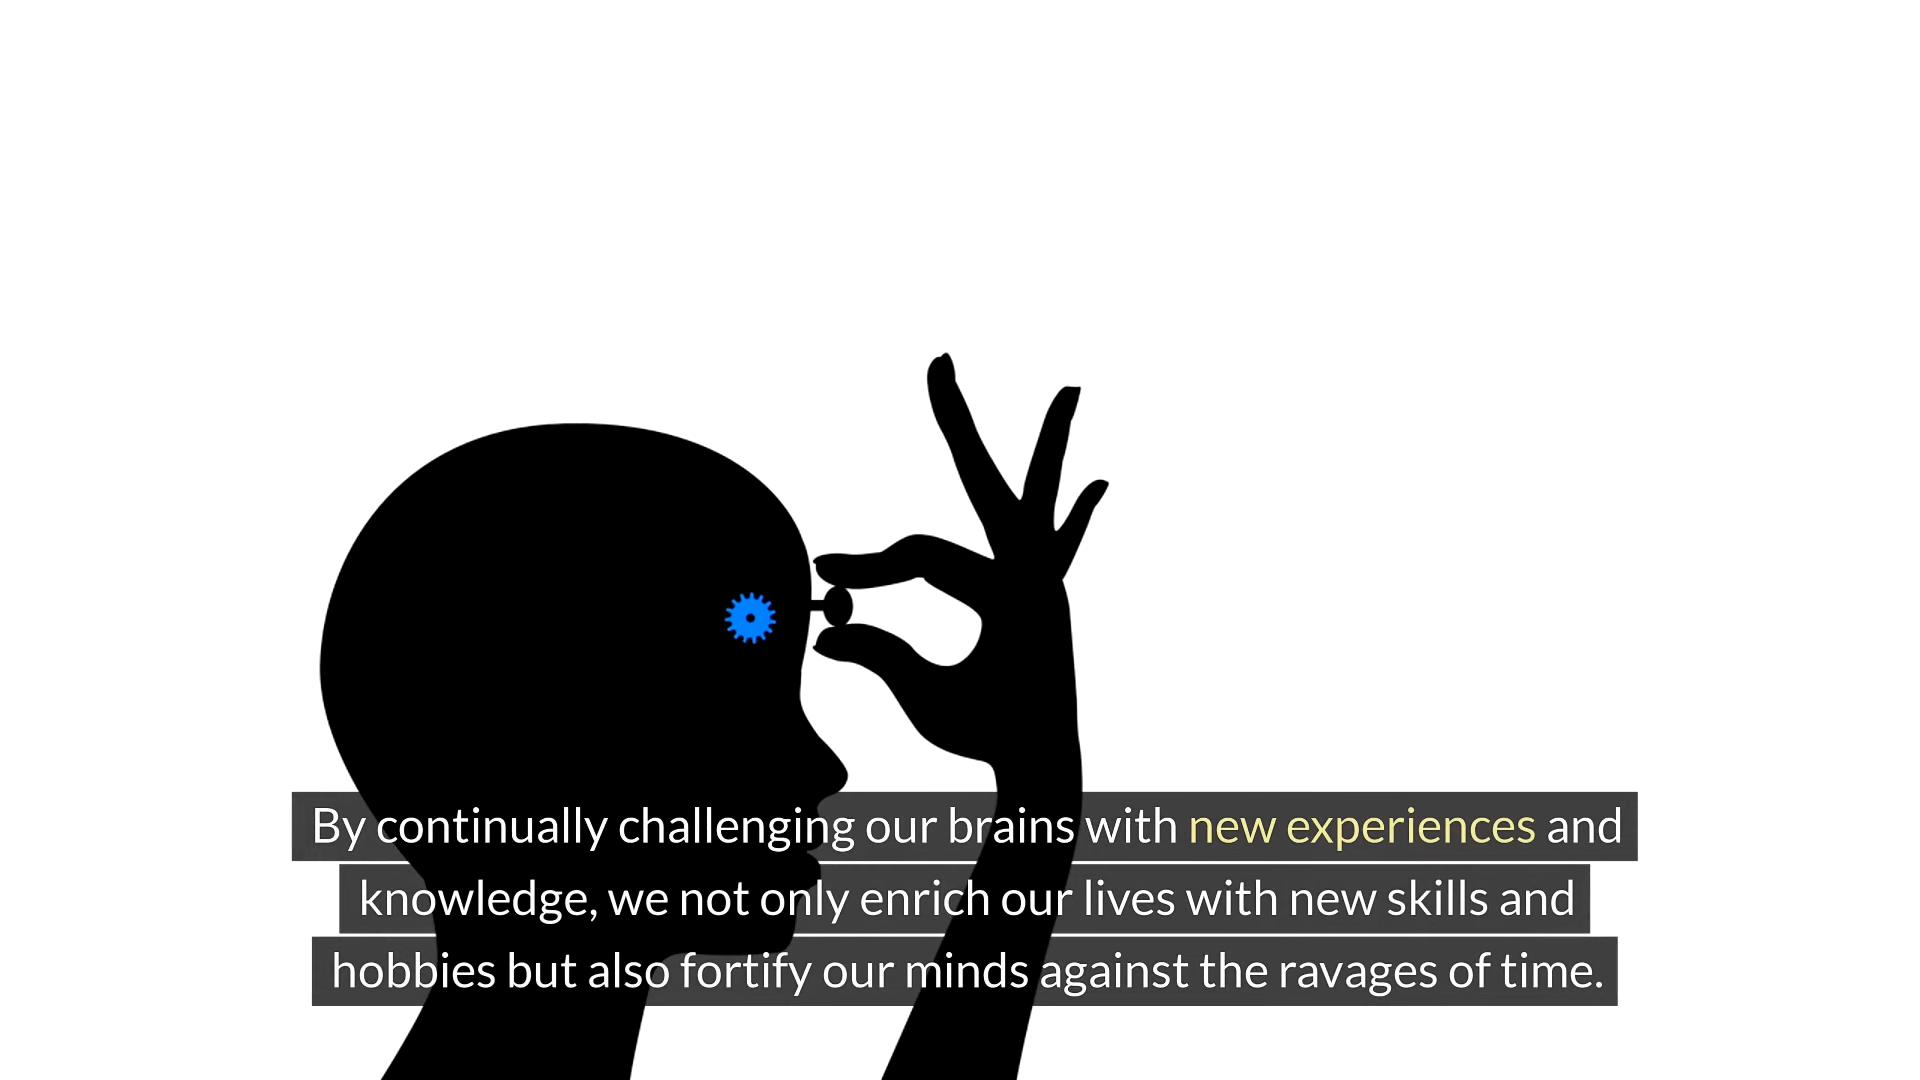 By continually challenging our brains with new experiences and
knowledge, we not only enrich our lives with new skills and
hobbies but also fortify our minds against the ravages of time.